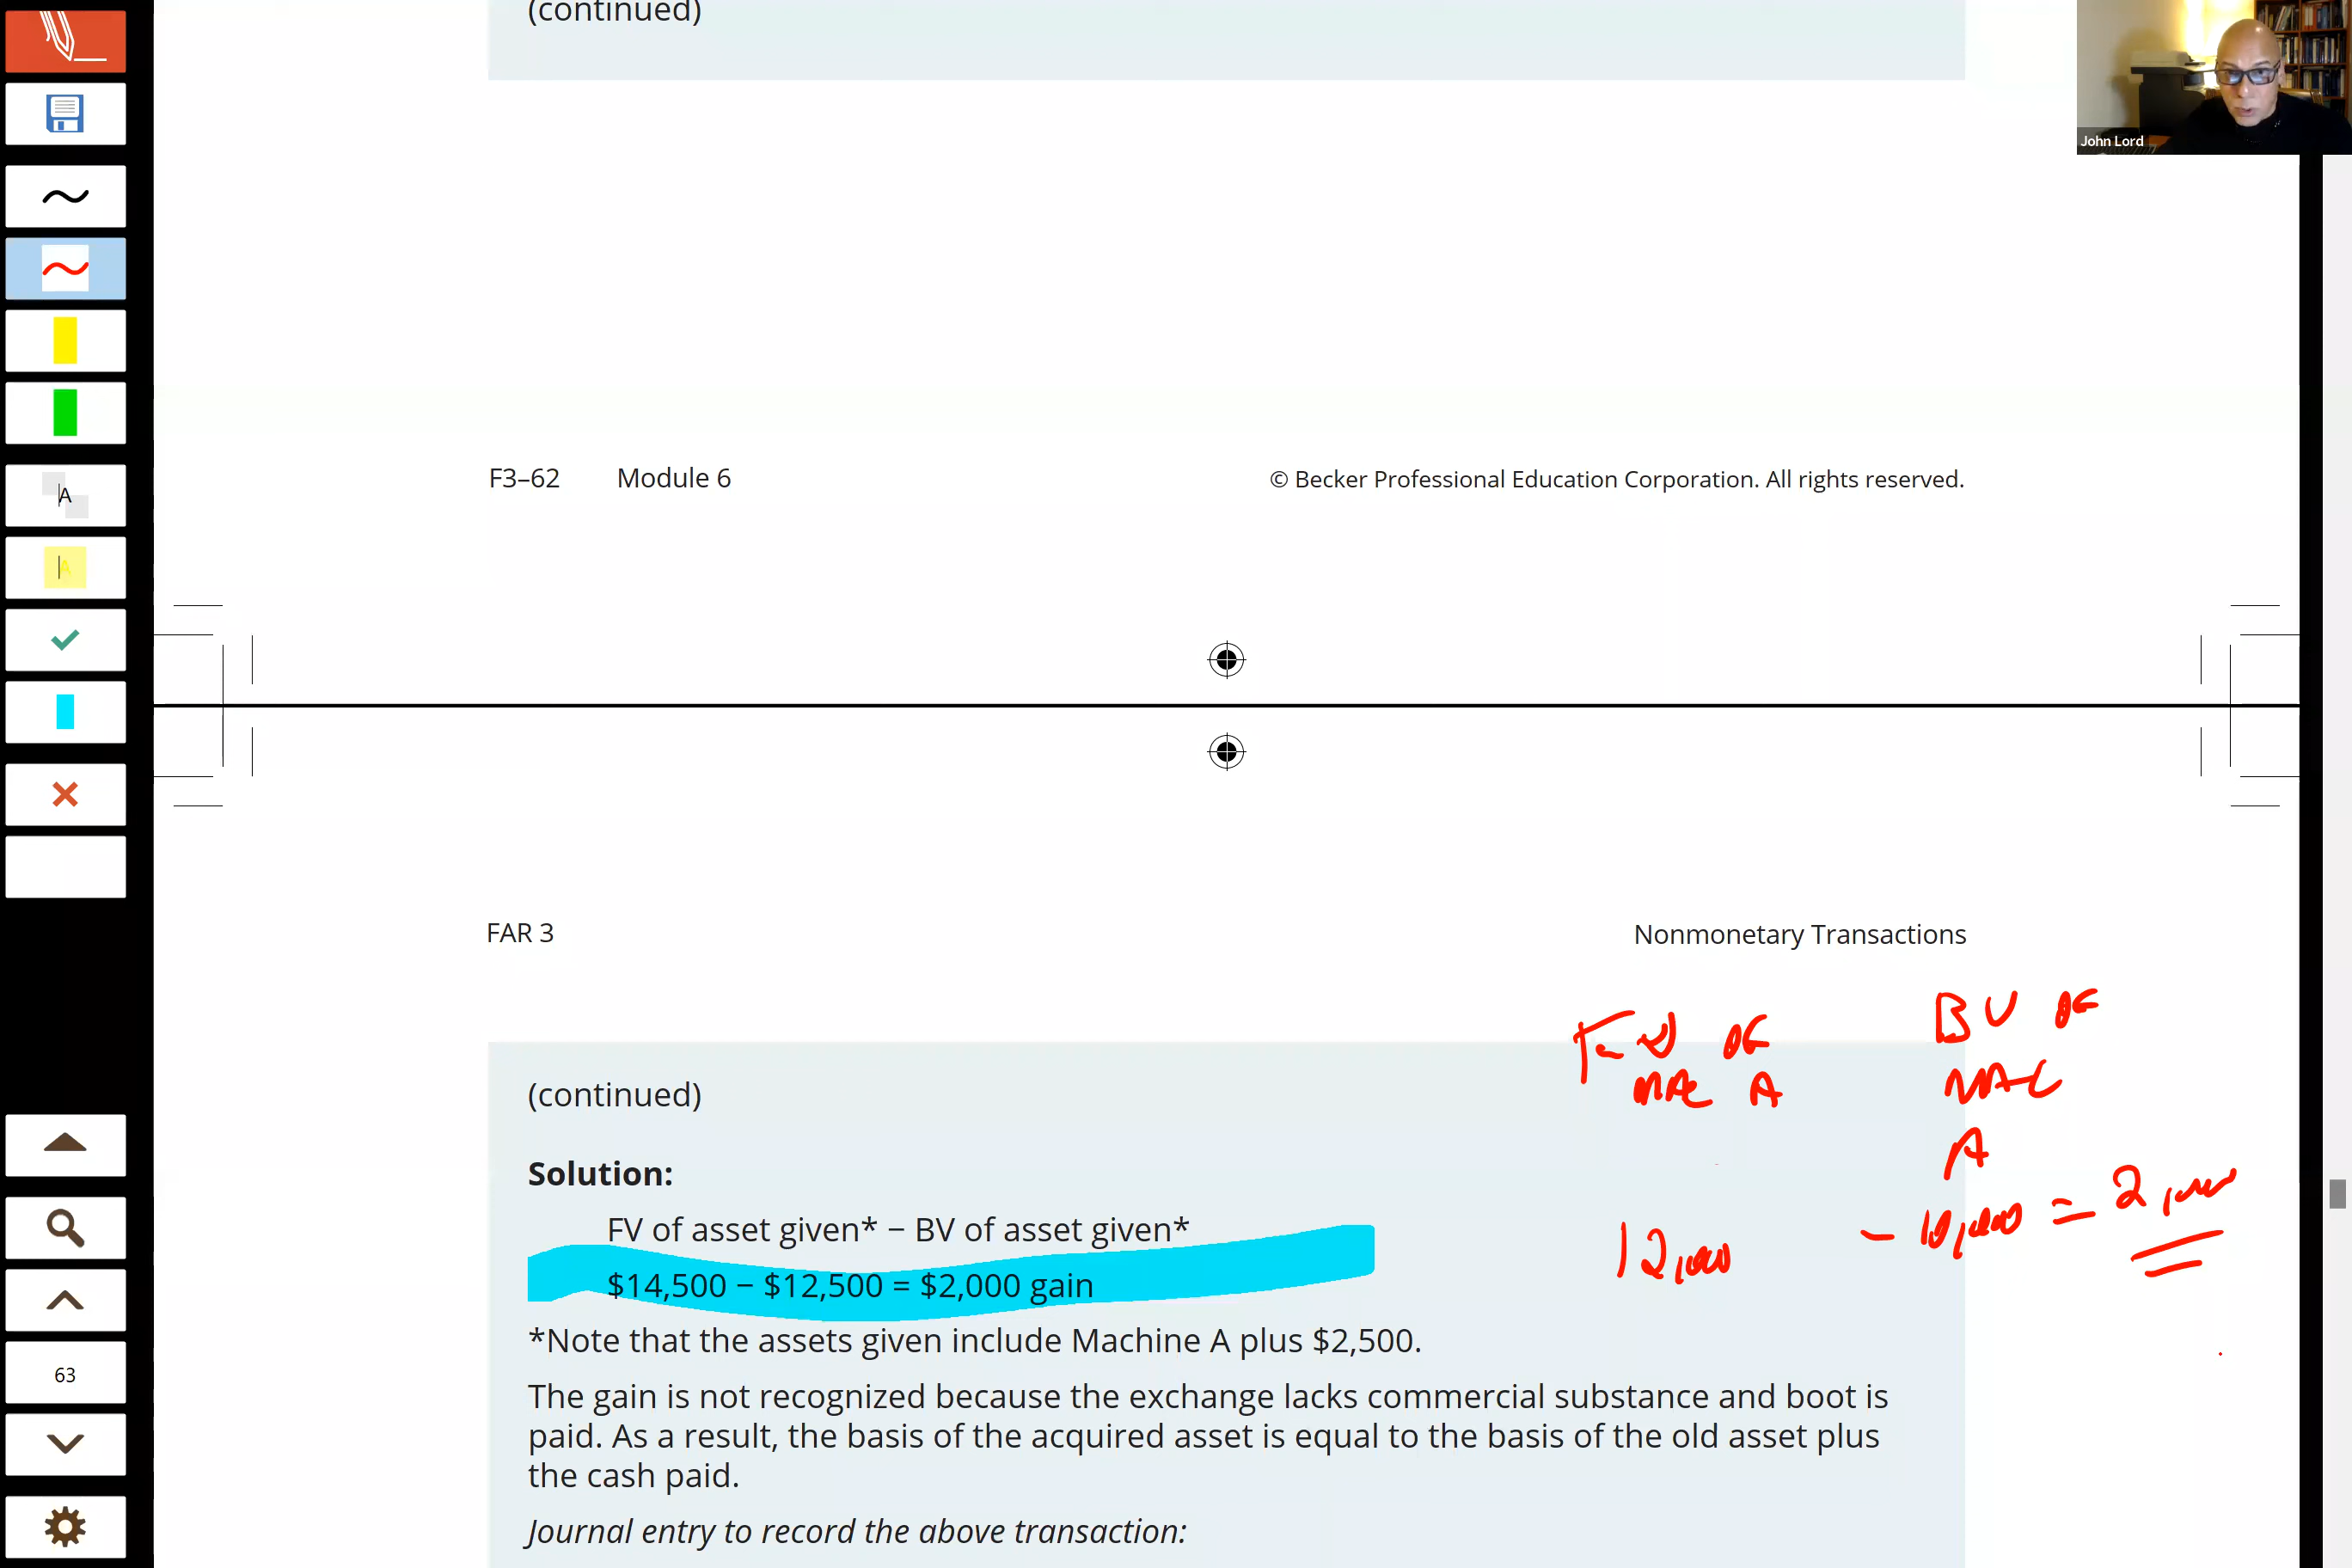 (continued)
John Lord
A
A
F3–62 Module 6 © Becker Professional Education Corporation. All rights reserved.
FAR 3 Nonmonetary Transactions
FV OF
MAC A
BV OF
MAC
A
12,000 − 10,000 = 2,000
(continued)
Solution:
FV of asset given* − BV of asset given*
$14,500 − $12,500 = $2,000 gain
*Note that the assets given include Machine A plus $2,500.
The gain is not recognized because the exchange lacks commercial substance and boot is
paid. As a result, the basis of the acquired asset is equal to the basis of the old asset plus
the cash paid.
Journal entry to record the above transaction:
63